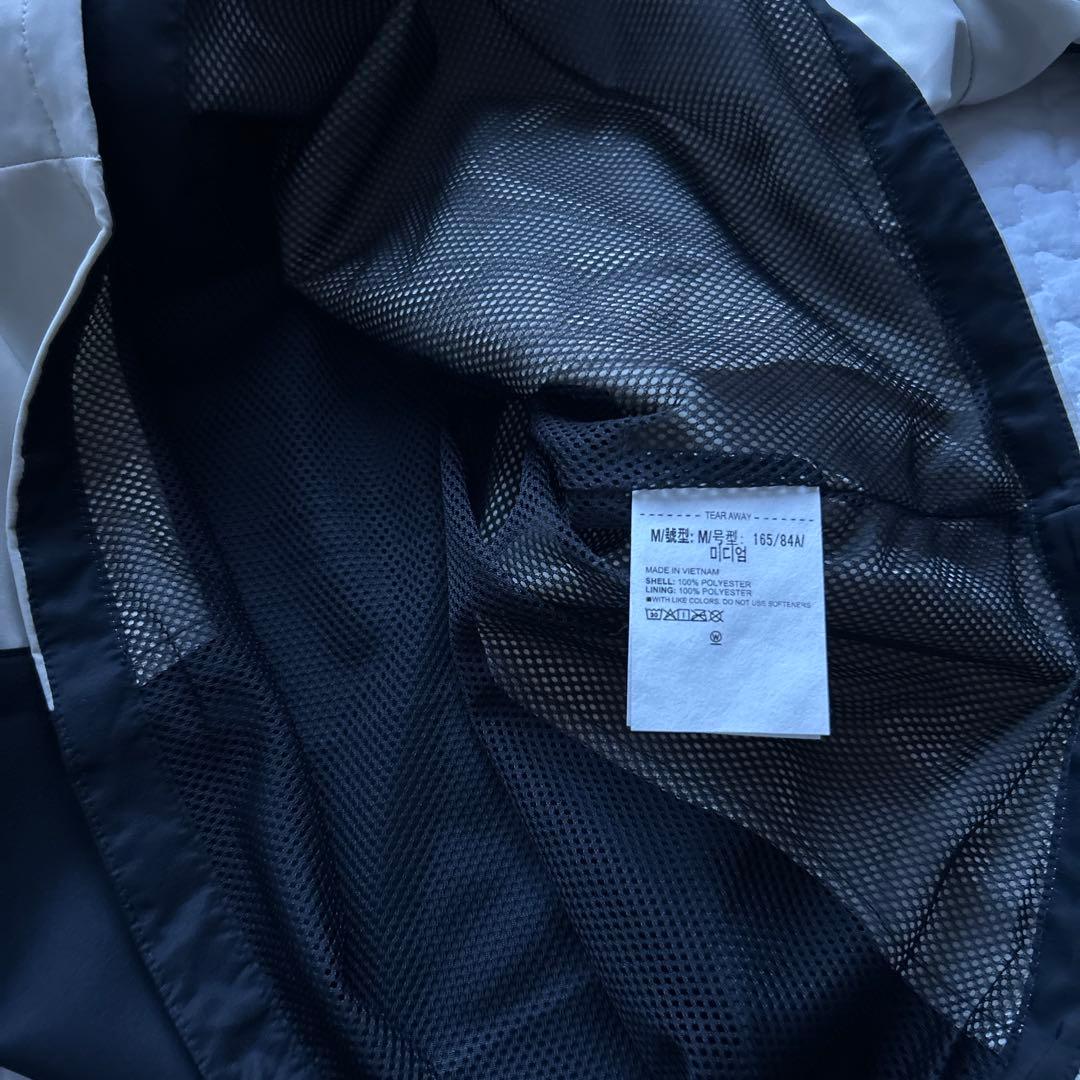 TEAR AWAY
M/號型: M/号型: 165/84A/
미디엄
MADE IN VIETNAM
SHELL: 100% POLYESTER
LINING: 100% POLYESTER
■WITH LIKE COLORS. DO NOT USE SOFTENERS
30
W